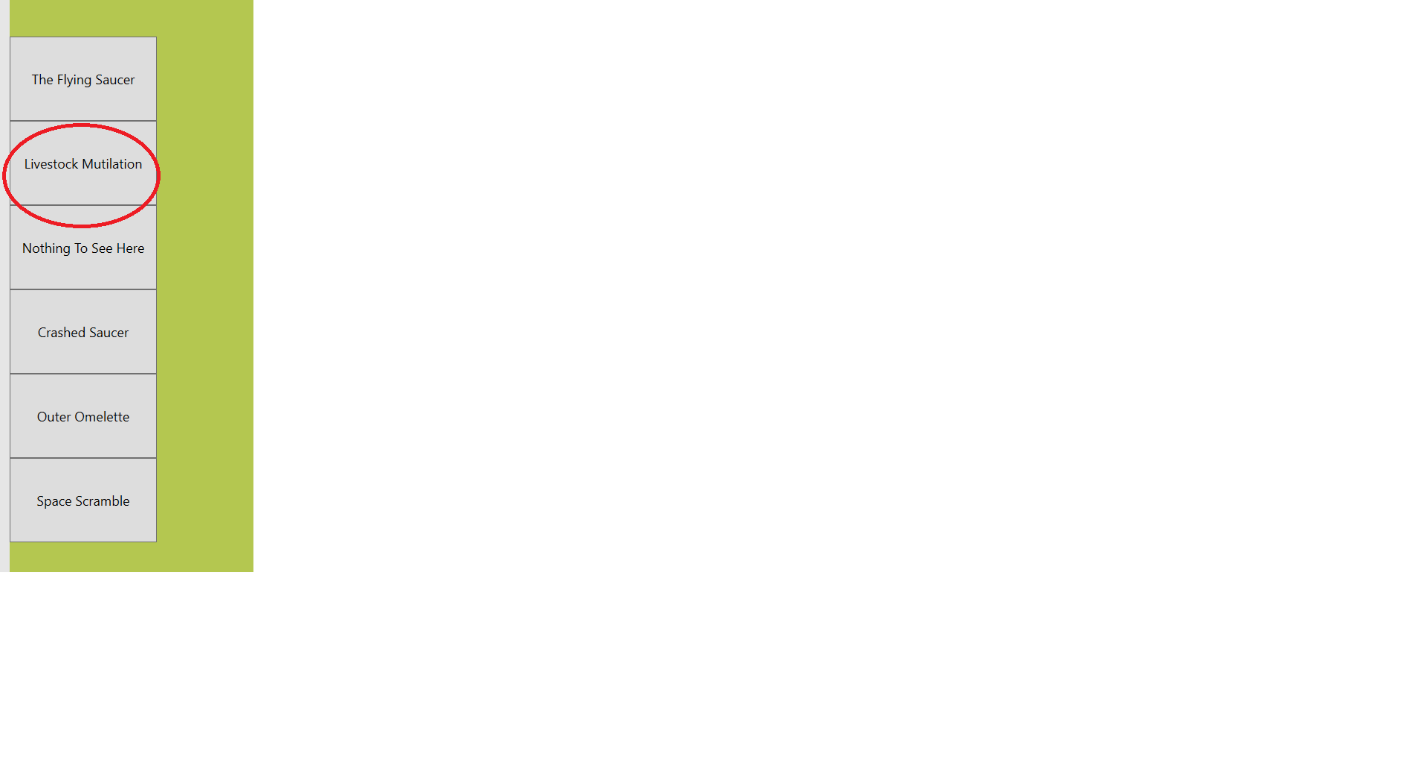 The Flying Saucer
Livestock Mutilation
Nothing To See Here
Crashed Saucer
Outer Omelette
Space Scramble